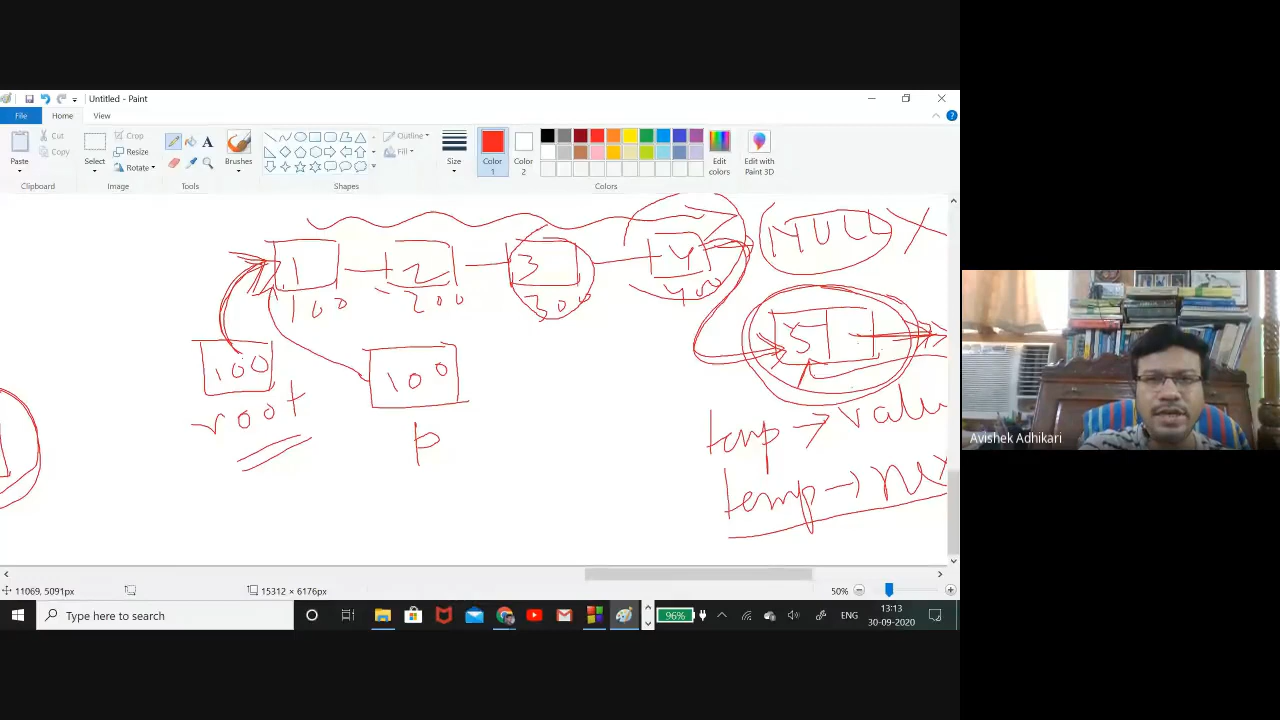 Untitled - Paint
File Home View
Paste
Cut
Copy
Clipboard
Select
Crop
Resize
Rotate
Image
A
Tools
Brushes
Shapes
Outline
Fill
Size
Color 1
Color 2
Edit colors
Colors
Edit with Paint 3D
NULL
1 2 3 4
100 200 300 400
5
100 100
root
p
temp→valu
temp→nex
Avishek Adhikari
11069, 5091px
15312 × 6176px
50%
Type here to search
96%
ENG
13:13
30-09-2020